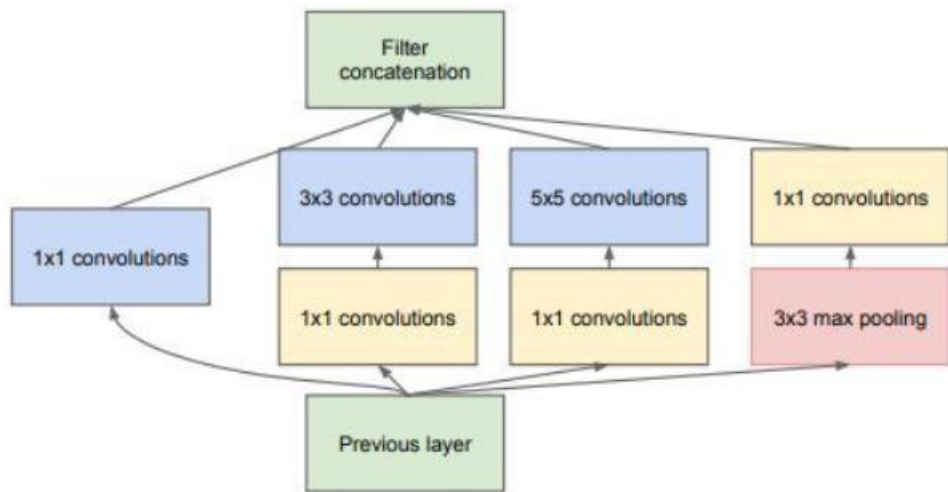 Filter
concatenation
3x3 convolutions
5x5 convolutions
1x1 convolutions
1x1 convolutions
1x1 convolutions
1x1 convolutions
3x3 max pooling
Previous layer